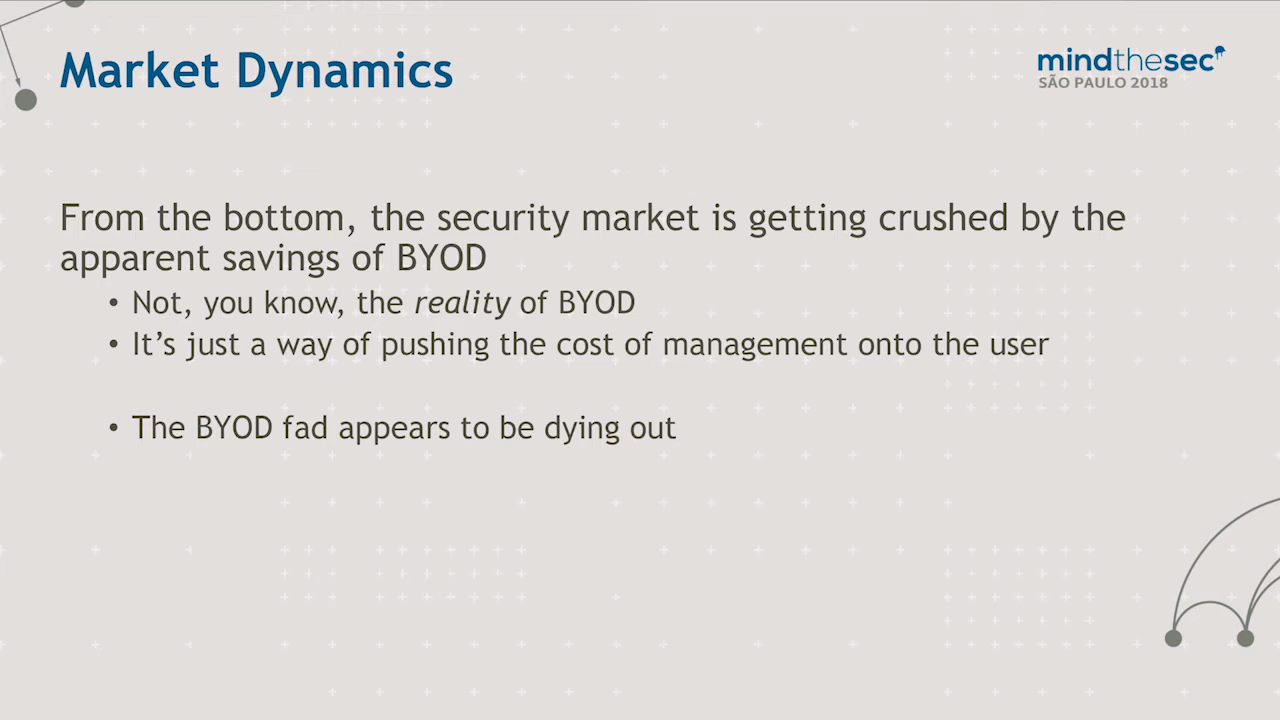 Market Dynamics
mindthesec
SÃO PAULO 2018
From the bottom, the security market is getting crushed by the
apparent savings of BYOD
• Not, you know, the reality of BYOD
• It’s just a way of pushing the cost of management onto the user
• The BYOD fad appears to be dying out